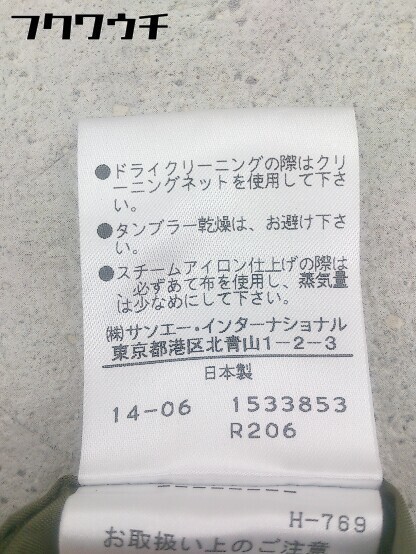 フクワウチ
●ドライクリーニングの際はクリ
ーニングネットを使用して下さ
い。
●タンブラー乾燥は、お避け下さ
い。
●スチームアイロン仕上げの際は
必ずあて布を使用し、蒸気量
は少なめにして下さい。
㈱サンエー・インターナショナル
東京都港区北青山1-2-3
日本製
14-06 1533853
R206
H-769
お取扱い上のご注意